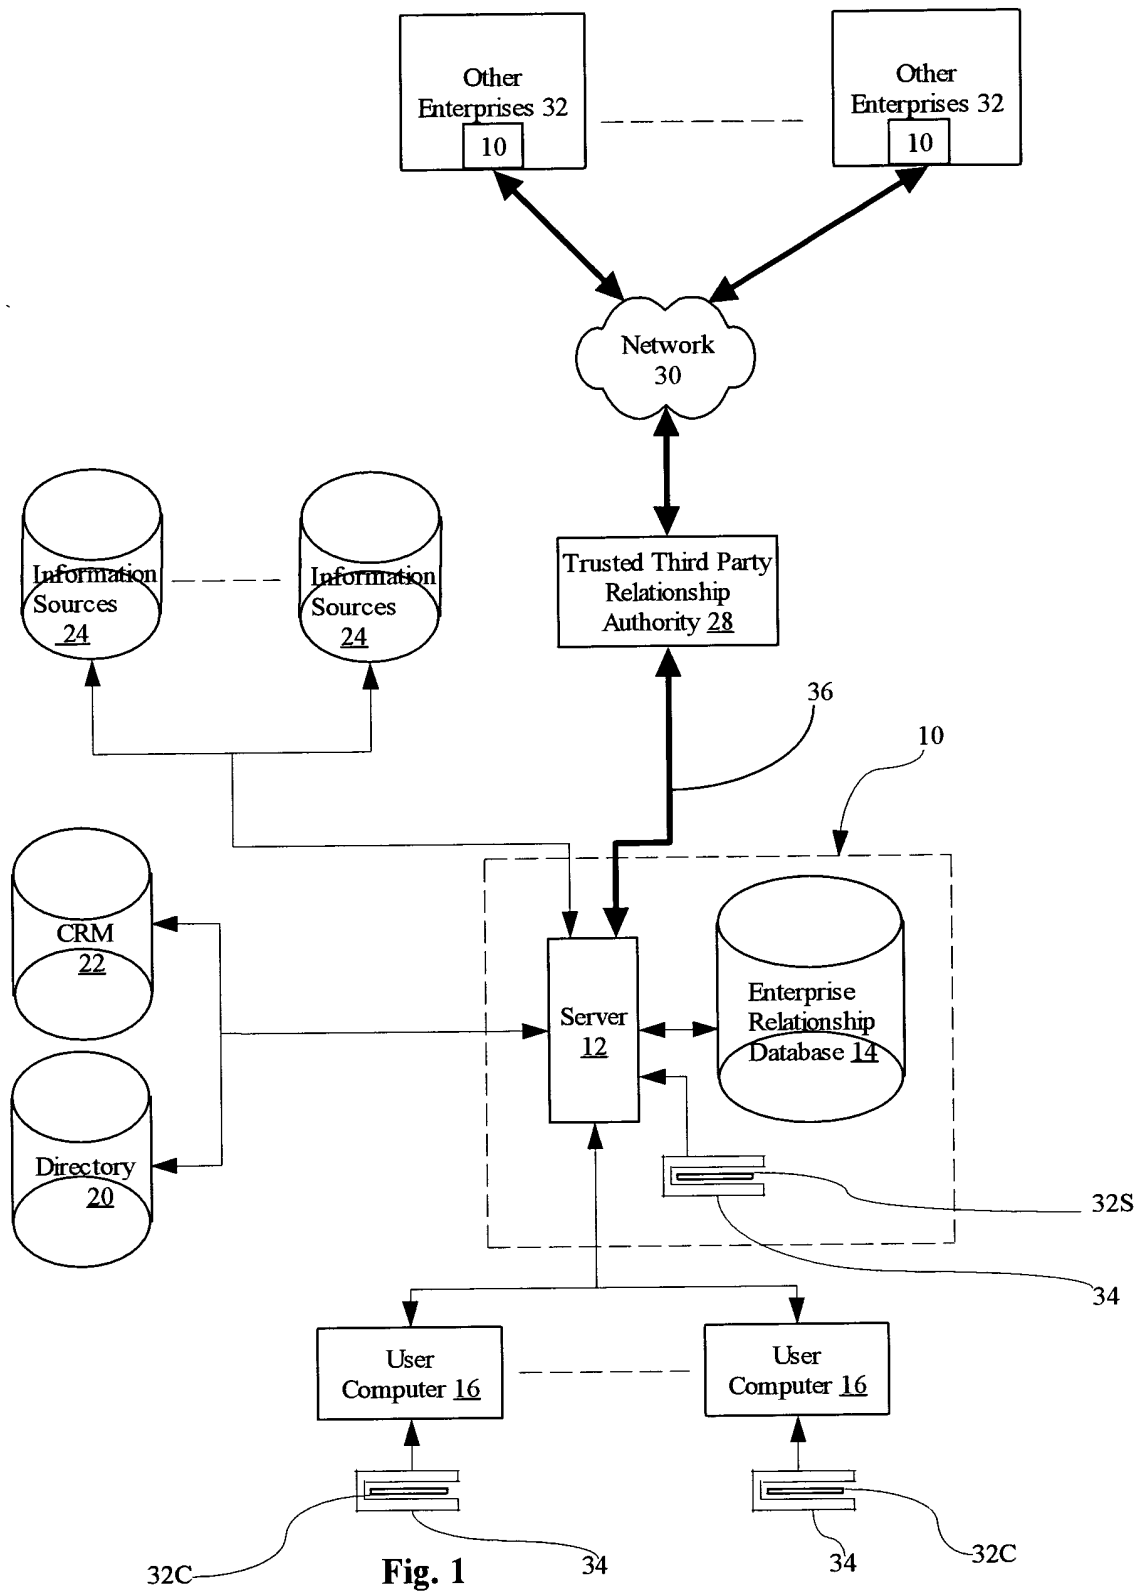 Other
Enterprises 32
10
Other
Enterprises 32
10
Network
30
Information
Sources
24
Information
Sources
24
Trusted Third Party
Relationship
Authority 28
36
10
CRM
22
Server
12
Enterprise
Relationship
Database 14
Directory
20
32S
34
User
Computer 16
User
Computer 16
32C
34
34
32C
Fig. 1